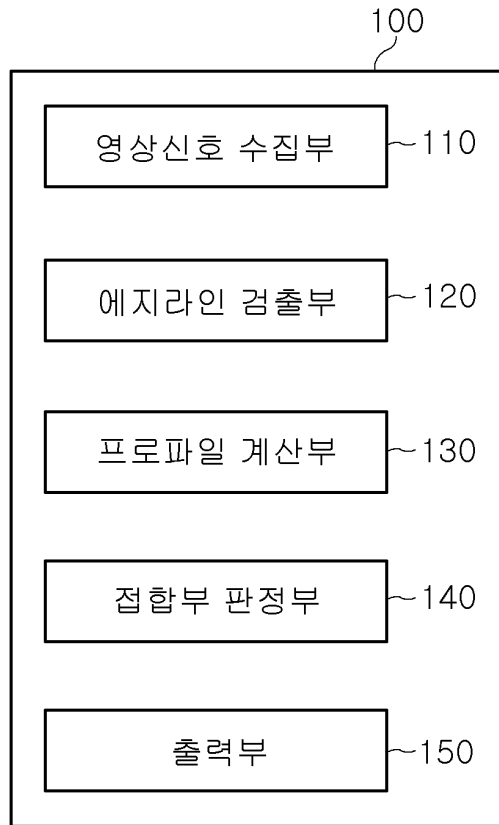 100
영상신호 수집부 110
에지라인 검출부 120
프로파일 계산부 130
접합부 판정부 140
출력부 150